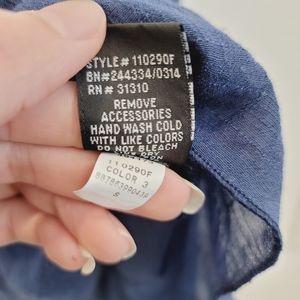 STYLE# 110290F
BN#244334/0314
RN # 31310
REMOVE
ACCESSORIES
HAND WASH COLD
WITH LIKE COLORS
DO NOT BLEACH
110290F
COLOR 3
S